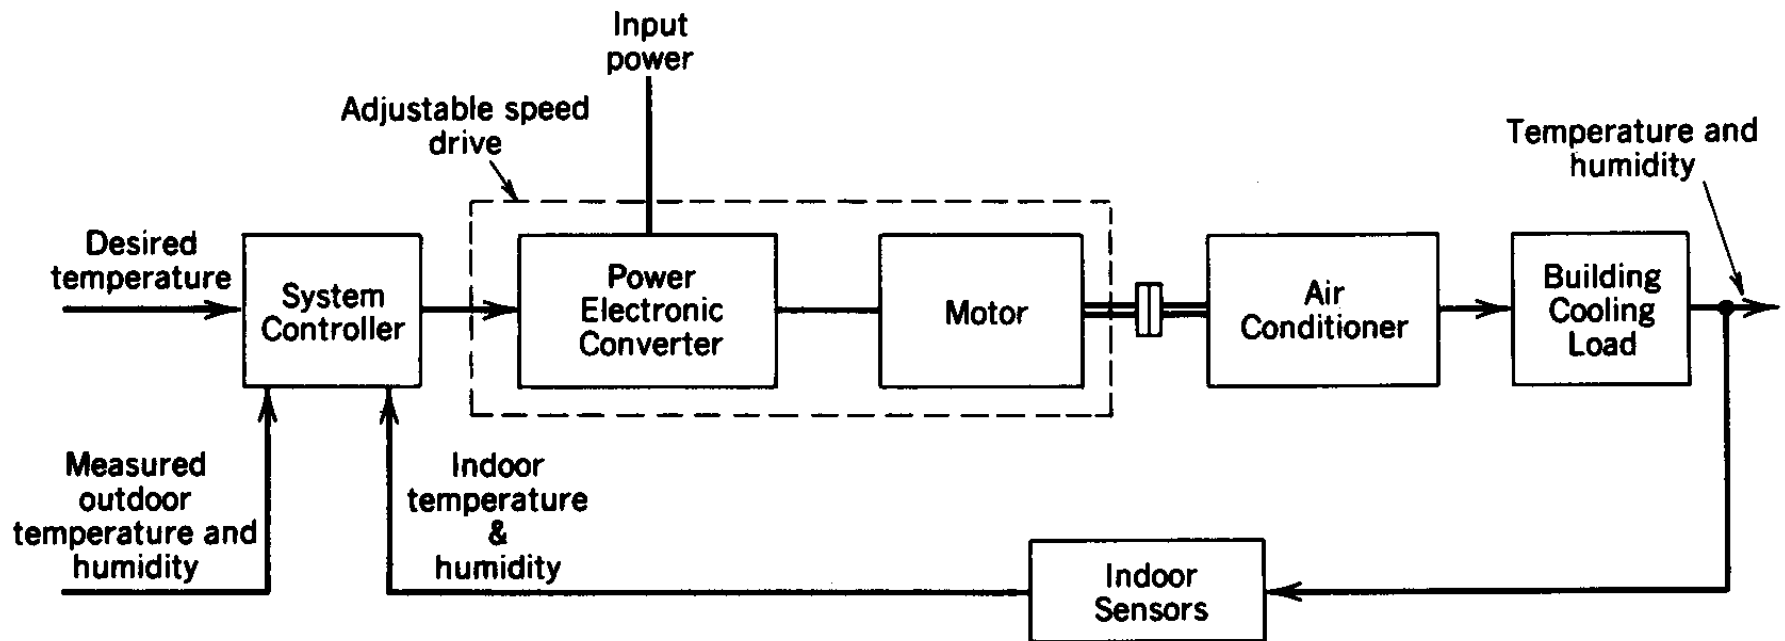 Input
power
Adjustable speed
drive
Temperature and
humidity
Desired
temperature
System
Controller
Power
Electronic
Converter
Motor
Air
Conditioner
Building
Cooling
Load
Measured
outdoor
temperature and
humidity
Indoor
temperature
&
humidity
Indoor
Sensors